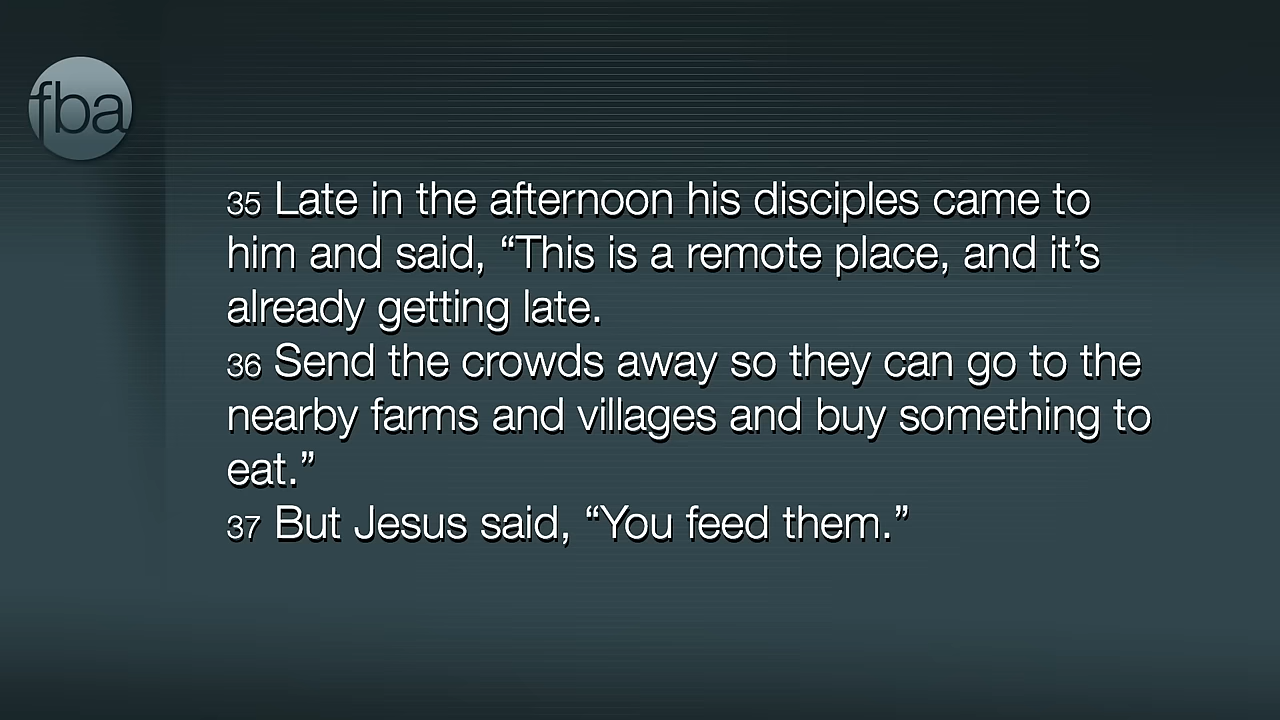 fba
35 Late in the afternoon his disciples came to
him and said, “This is a remote place, and it’s
already getting late.
36 Send the crowds away so they can go to the
nearby farms and villages and buy something to
eat.”
37 But Jesus said, “You feed them.”